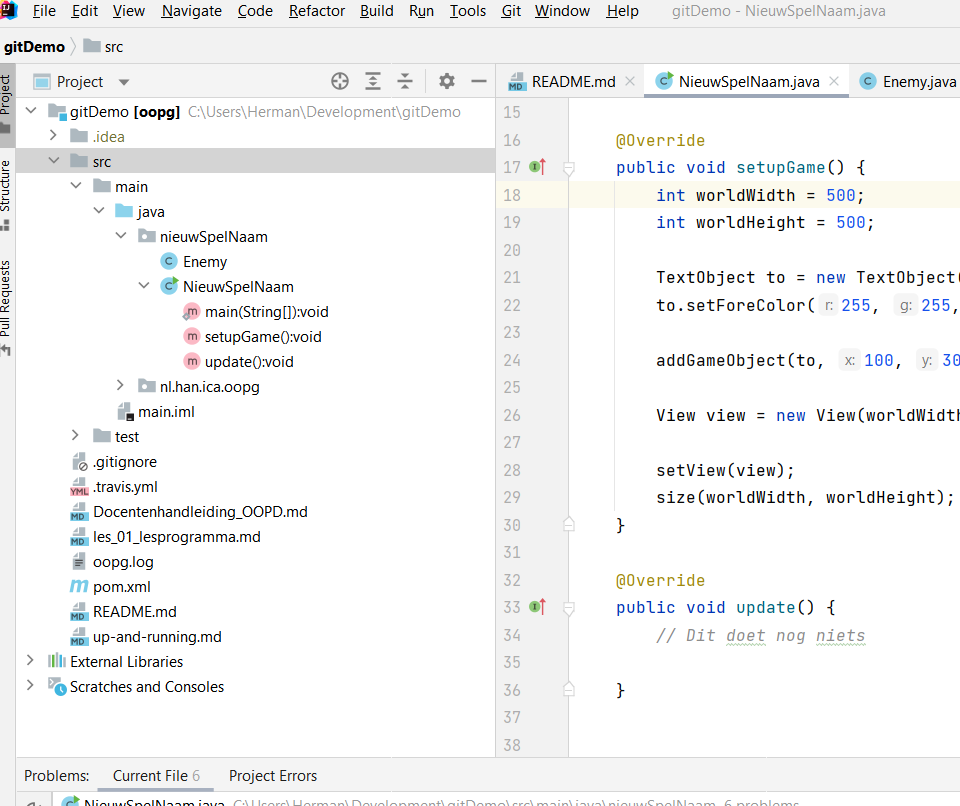 File Edit View Navigate Code Refactor Build Run Tools Git Window Help gitDemo - NieuwSpelNaam.java
gitDemo src
Project
Structure
Pull Requests
Project
gitDemo [oopg] C:\Users\Herman\Development\gitDemo
.idea
src
main
java
nieuwSpelNaam
Enemy
NieuwSpelNaam
main(String[]):void
setupGame():void
update():void
nl.han.ica.oopg
main.iml
test
.gitignore
.travis.yml
Docentenhandleiding_OOPD.md
les_01_lesprogramma.md
oopg.log
pom.xml
README.md
up-and-running.md
External Libraries
Scratches and Consoles
README.md NieuwSpelNaam.java Enemy.java
15
16 @Override
17 public void setupGame() {
18 int worldWidth = 500;
19 int worldHeight = 500;
20
21 TextObject to = new TextObject(
22 to.setForeColor( r: 255, g: 255,
23
24 addGameObject(to, x: 100, y: 30
25
26 View view = new View(worldWidth
27
28 setView(view);
29 size(worldWidth, worldHeight);
30 }
31
32 @Override
33 public void update() {
34 // Dit doet nog niets
35
36 }
37
38
Problems: Current File 6 Project Errors
NieuwSpelNaam.java C:\Users\Herman\Development\gitDemo\src\main\java\nieuwSpelNaam 6 problems